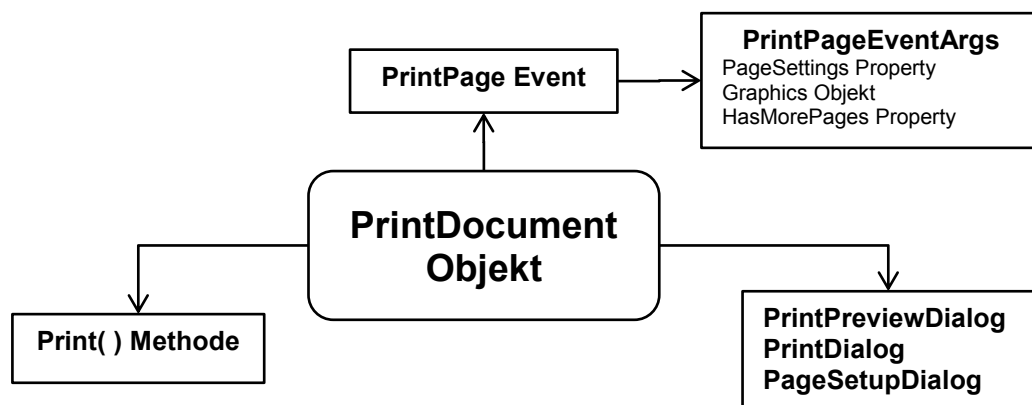 PrintPageEventArgs
PageSettings Property
Graphics Objekt
HasMorePages Property
PrintPage Event
PrintDocument
Objekt
Print( ) Methode
PrintPreviewDialog
PrintDialog
PageSetupDialog